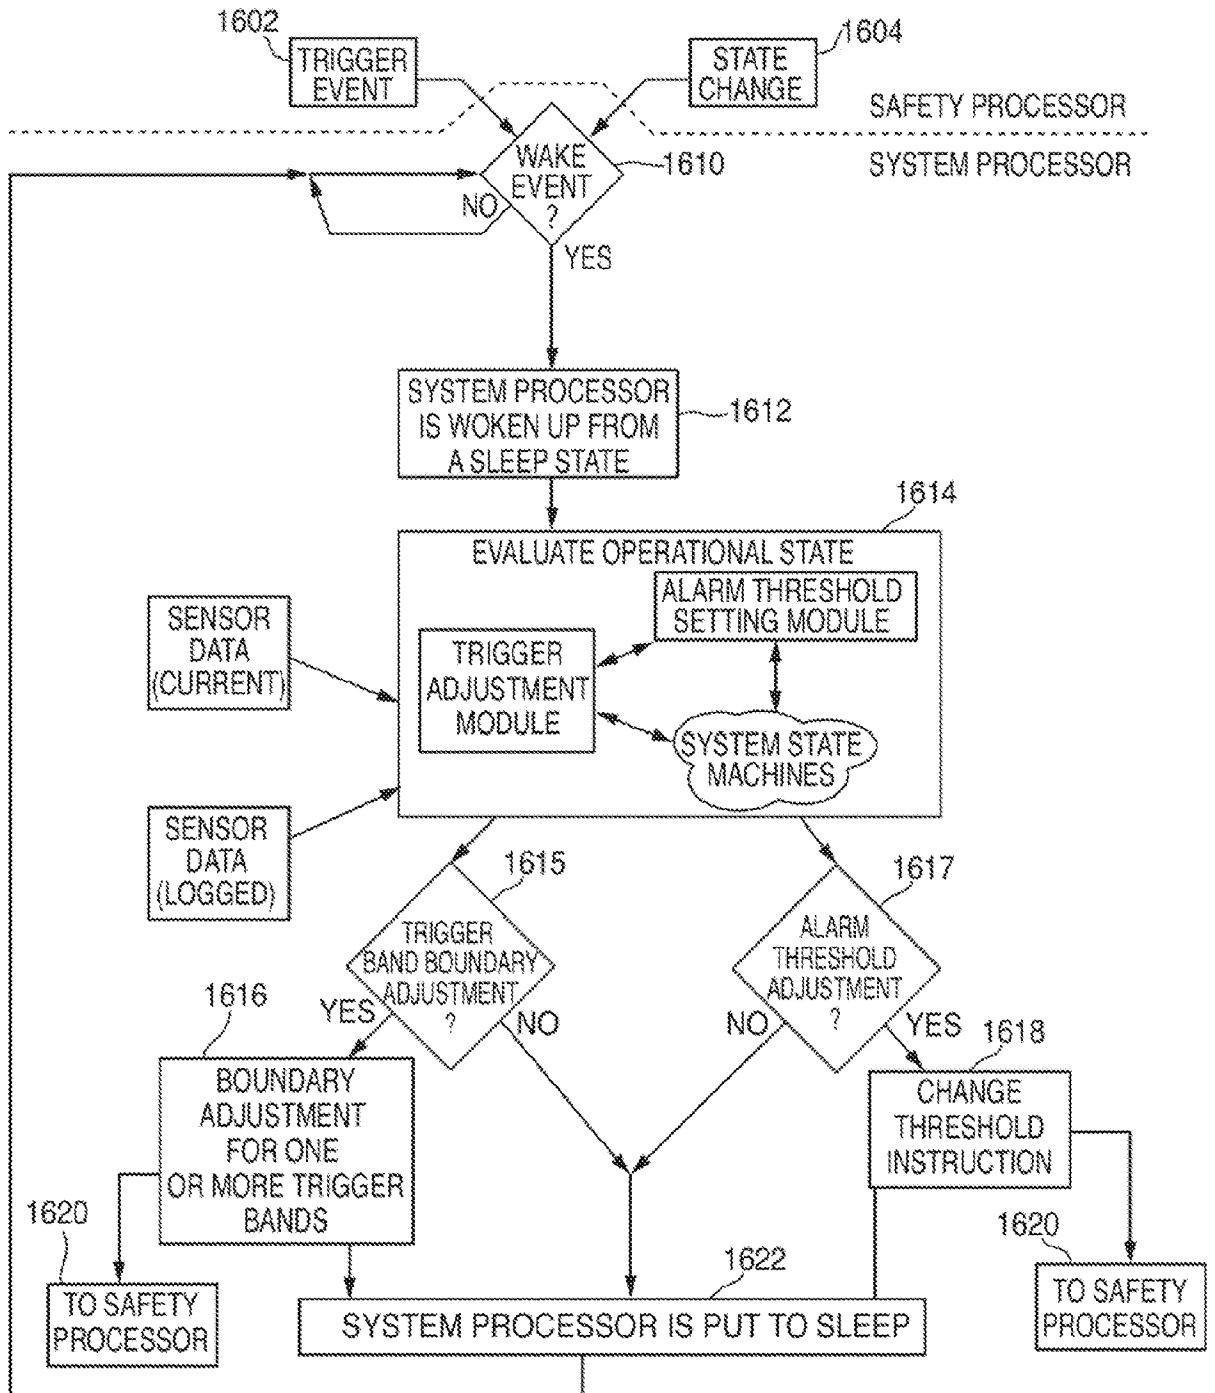 1602
TRIGGER
EVENT
STATE
CHANGE
1604
SAFETY PROCESSOR
SYSTEM PROCESSOR
WAKE
EVENT
?
1610
NO
YES
SYSTEM PROCESSOR
IS WOKEN UP FROM
A SLEEP STATE
1612
1614
EVALUATE OPERATIONAL STATE
ALARM THRESHOLD
SETTING MODULE
TRIGGER
ADJUSTMENT
MODULE
SYSTEM STATE
MACHINES
SENSOR
DATA
(CURRENT)
SENSOR
DATA
(LOGGED)
1615
TRIGGER
BAND BOUNDARY
ADJUSTMENT
?
YES
NO
1617
ALARM
THRESHOLD
ADJUSTMENT
?
NO
YES
1616
BOUNDARY
ADJUSTMENT
FOR ONE
OR MORE TRIGGER
BANDS
1618
CHANGE
THRESHOLD
INSTRUCTION
1620
TO SAFETY
PROCESSOR
1622
SYSTEM PROCESSOR IS PUT TO SLEEP
1620
TO SAFETY
PROCESSOR